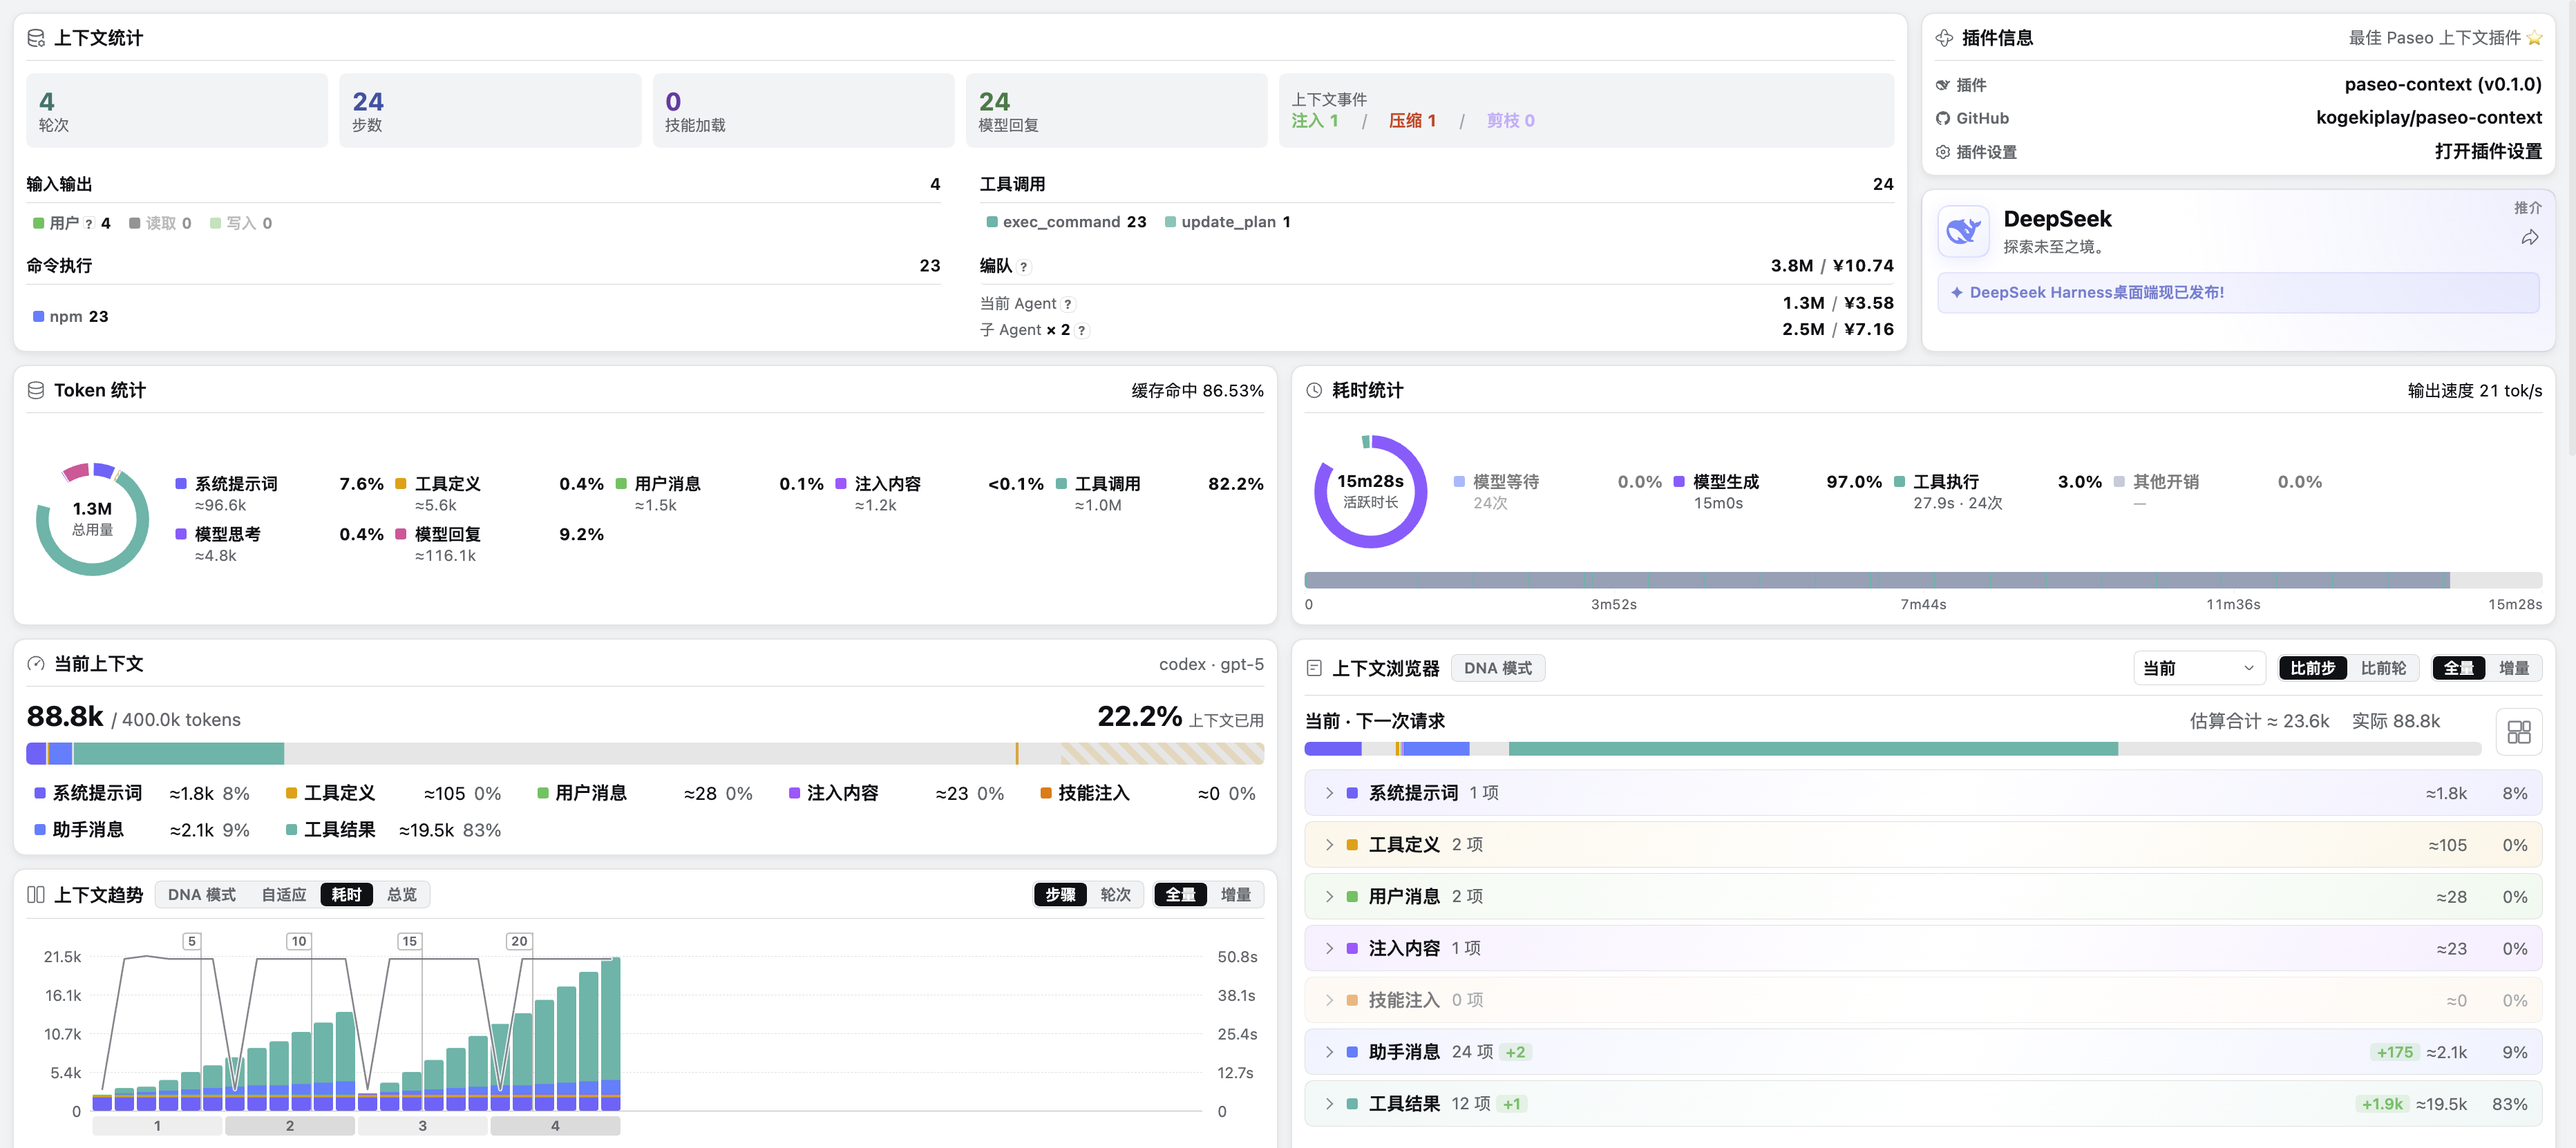 上下文统计
4
轮次
24
步数
0
技能加载
24
模型回复
上下文事件
注入 1 / 压缩 1 / 剪枝 0
输入输出 4
用户 ? 4 读取 0 写入 0
工具调用 24
exec_command 23 update_plan 1
命令执行 23
npm 23
编队 ? 3.8M / ¥10.74
当前 Agent ? 1.3M / ¥3.58
子 Agent × 2 ? 2.5M / ¥7.16
插件信息 最佳 Paseo 上下文插件 ⭐
插件 paseo-context (v0.1.0)
GitHub kogekiplay/paseo-context
插件设置 打开插件设置
DeepSeek 推介
探索未至之境。
DeepSeek Harness桌面端现已发布!
Token 统计 缓存命中 86.53%
1.3M
总用量
系统提示词 7.6% 工具定义 0.4% 用户消息 0.1% 注入内容 <0.1% 工具调用 82.2%
≈96.6k ≈5.6k ≈1.5k ≈1.2k ≈1.0M
模型思考 0.4% 模型回复 9.2%
≈4.8k ≈116.1k
耗时统计 输出速度 21 tok/s
15m28s
活跃时长
模型等待 0.0% 模型生成 97.0% 工具执行 3.0% 其他开销 0.0%
24次 15m0s 27.9s · 24次 —
0 3m52s 7m44s 11m36s 15m28s
当前上下文 codex · gpt-5
88.8k / 400.0k tokens 22.2% 上下文已用
系统提示词 ≈1.8k 8% 工具定义 ≈105 0% 用户消息 ≈28 0% 注入内容 ≈23 0% 技能注入 ≈0 0%
助手消息 ≈2.1k 9% 工具结果 ≈19.5k 83%
上下文趋势 DNA 模式 自适应 耗时 总览 步骤 轮次 全量 增量
5 10 15 20
21.5k 50.8s
16.1k 38.1s
10.7k 25.4s
5.4k 12.7s
0 0
1 2 3 4
上下文浏览器 DNA 模式 当前 比前步 比前轮 全量 增量
当前 · 下一次请求 估算合计 ≈ 23.6k 实际 88.8k
系统提示词 1 项 ≈1.8k 8%
工具定义 2 项 ≈105 0%
用户消息 2 项 ≈28 0%
注入内容 1 项 ≈23 0%
技能注入 0 项 ≈0 0%
助手消息 24 项 +2 +175 ≈2.1k 9%
工具结果 12 项 +1 +1.9k ≈19.5k 83%